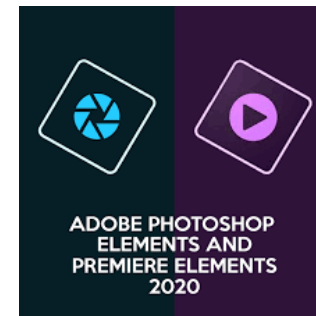 ADOBE PHOTOSHOP
ELEMENTS AND
PREMIERE ELEMENTS
2020